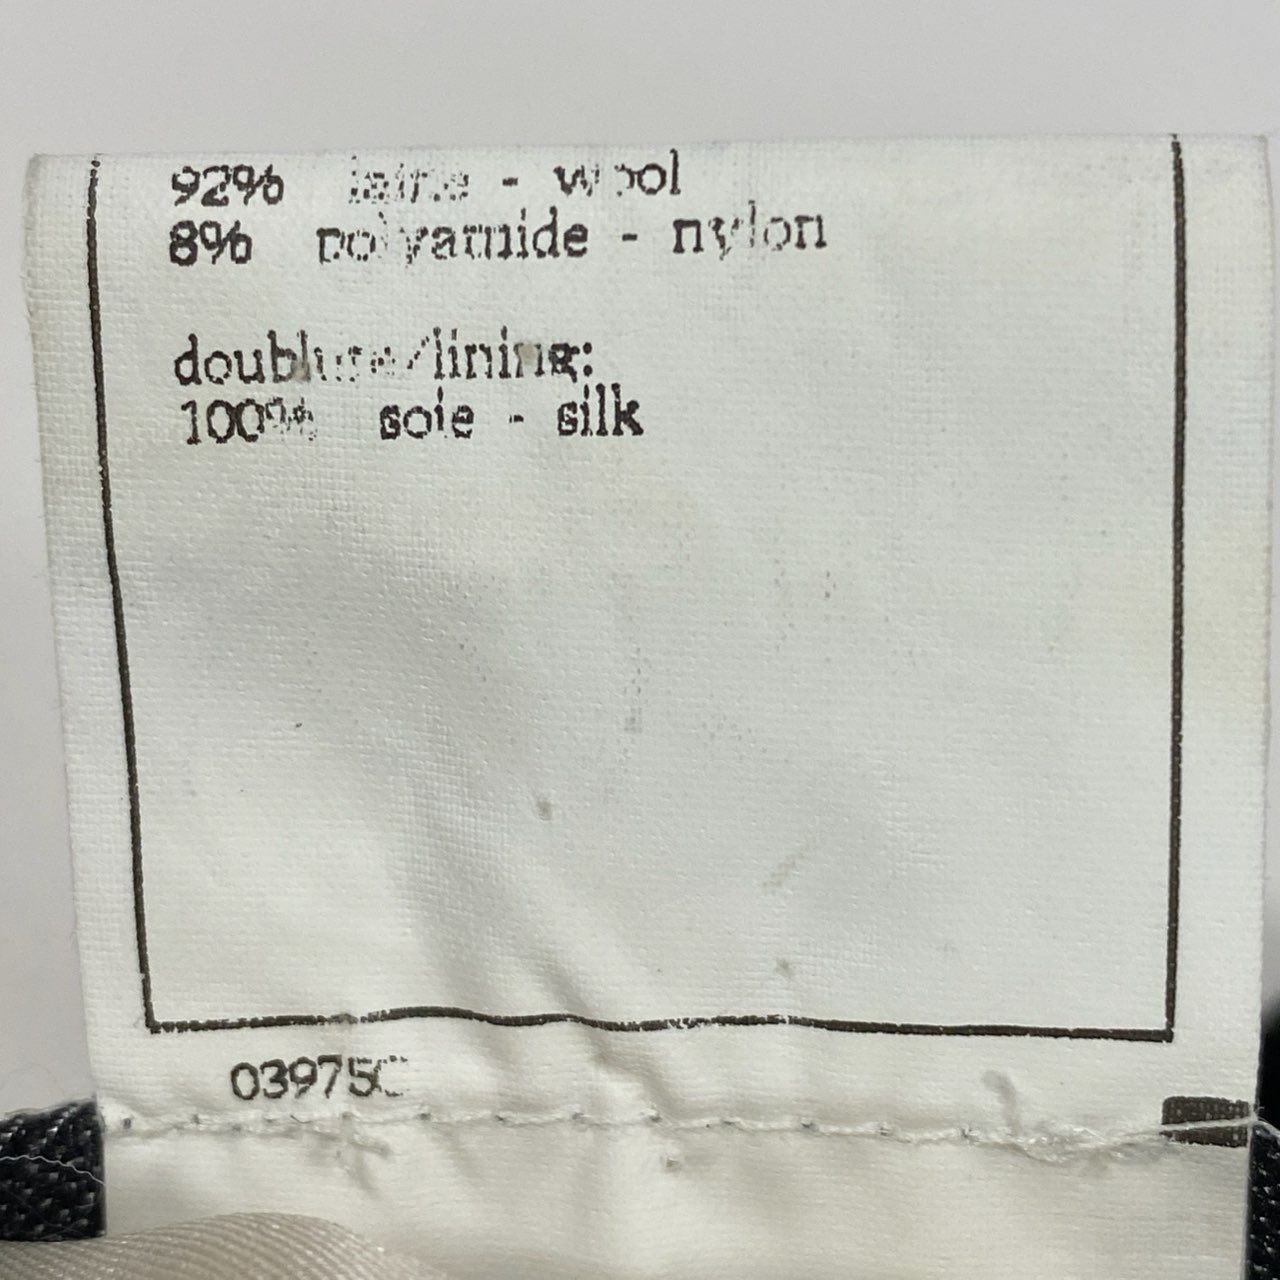 92% laine - wool
8% polyamide - nylon
doublure/lining:
100% soie - silk
03975C